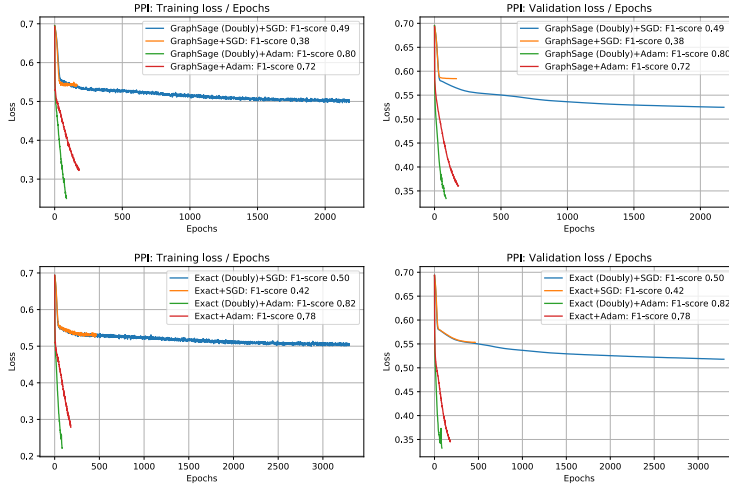 PPI: Training loss / Epochs
GraphSage (Doubly)+SGD: F1-score 0,49
GraphSage+SGD: F1-score 0,38
GraphSage (Doubly)+Adam: F1-score 0.80
GraphSage+Adam: F1-score 0.72
0.7
0.6
0.5
0.4
0.3
Loss
0
500
1000
1500
2000
Epochs
PPI: Validation loss / Epochs
GraphSage (Doubly)+SGD: F1-score 0,49
GraphSage+SGD: F1-score 0,38
GraphSage (Doubly)+Adam: F1-score 0.80
GraphSage+Adam: F1-score 0.72
0.70
0.65
0.60
0.55
0.50
0.45
0.40
0.35
Loss
0
500
1000
1500
2000
Epochs
PPI: Training loss / Epochs
Exact (Doubly)+SGD: F1-score 0.50
Exact+SGD: F1-score 0.42
Exact (Doubly)+Adam: F1-score 0.82
Exact+Adam: F1-score 0,78
0.7
0.6
0.5
0.4
0.3
0.2
Loss
0
500
1000
1500
2000
2500
3000
Epochs
PPI: Validation loss / Epochs
Exact (Doubly)+SGD: F1-score 0.50
Exact+SGD: F1-score 0.42
Exact (Doubly)+Adam: F1-score 0.82
Exact+Adam: F1-score 0,78
0.70
0.65
0.60
0.55
0.50
0.45
0.40
0.35
Loss
0
500
1000
1500
2000
2500
3000
Epochs